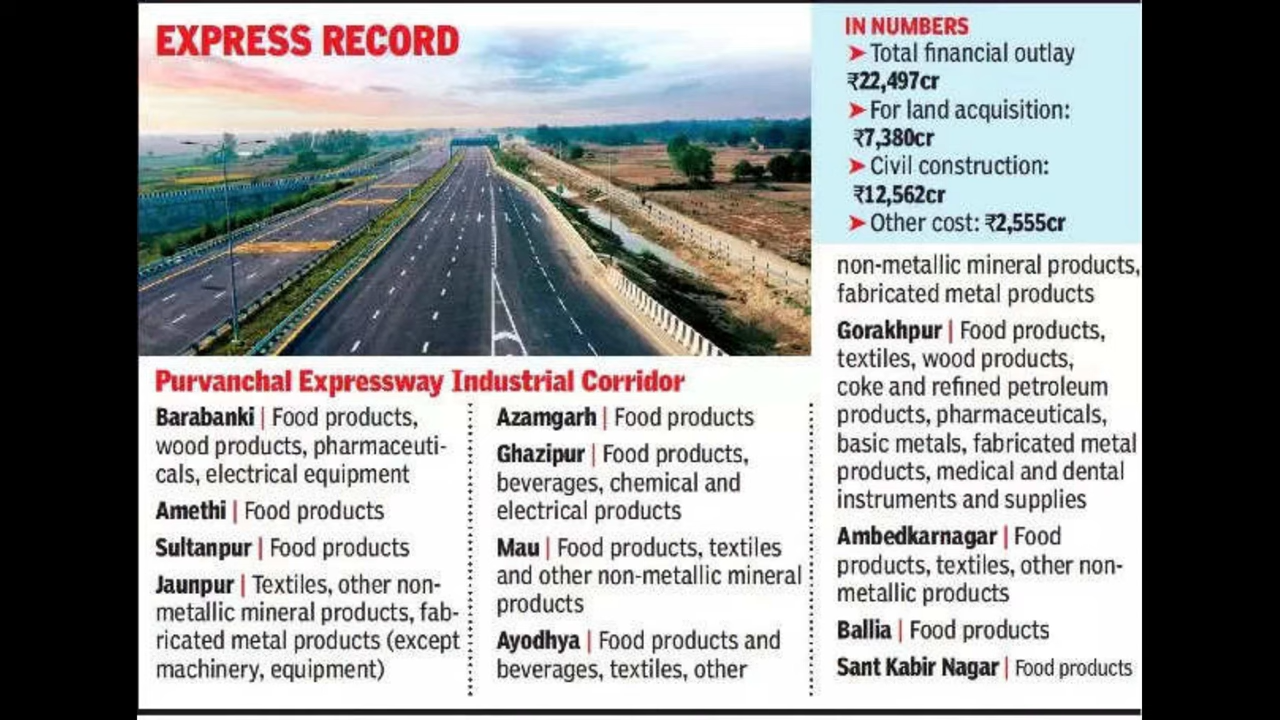 EXPRESS RECORD
IN NUMBERS
➤ Total financial outlay
₹22,497cr
➤ For land acquisition:
₹7,380cr
➤ Civil construction:
₹12,562cr
➤ Other cost: ₹2,555cr
Purvanchal Expressway Industrial Corridor
Barabanki | Food products,
wood products, pharmaceuti-
cals, electrical equipment
Amethi | Food products
Sultanpur | Food products
Jaunpur | Textiles, other non-
metallic mineral products, fab-
ricated metal products (except
machinery, equipment)
Azamgarh | Food products
Ghazipur | Food products,
beverages, chemical and
electrical products
Mau | Food products, textiles
and other non-metallic mineral
products
Ayodhya | Food products and
beverages, textiles, other
non-metallic mineral products,
fabricated metal products
Gorakhpur | Food products,
textiles, wood products,
coke and refined petroleum
products, pharmaceuticals,
basic metals, fabricated metal
products, medical and dental
instruments and supplies
Ambedkarnagar | Food
products, textiles, other non-
metallic products
Ballia | Food products
Sant Kabir Nagar | Food products